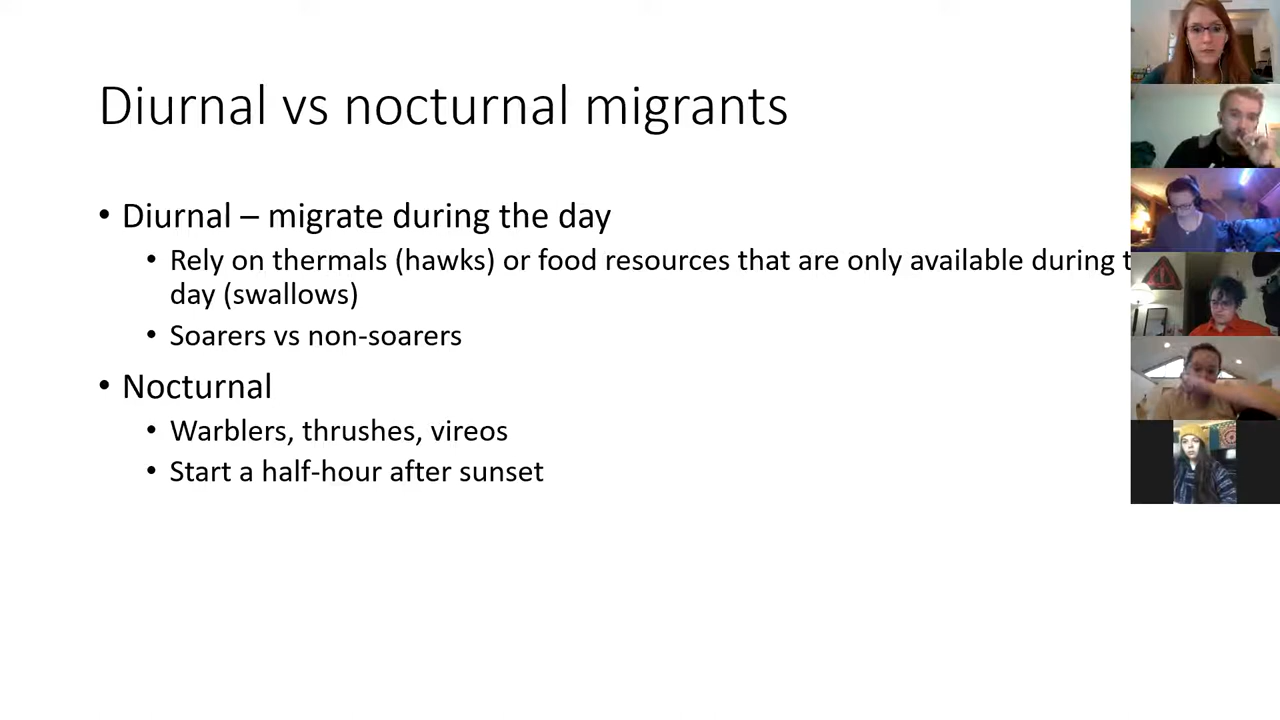 Diurnal vs nocturnal migrants
• Diurnal – migrate during the day
• Rely on thermals (hawks) or food resources that are only available during t
day (swallows)
• Soarers vs non-soarers
• Nocturnal
• Warblers, thrushes, vireos
• Start a half-hour after sunset